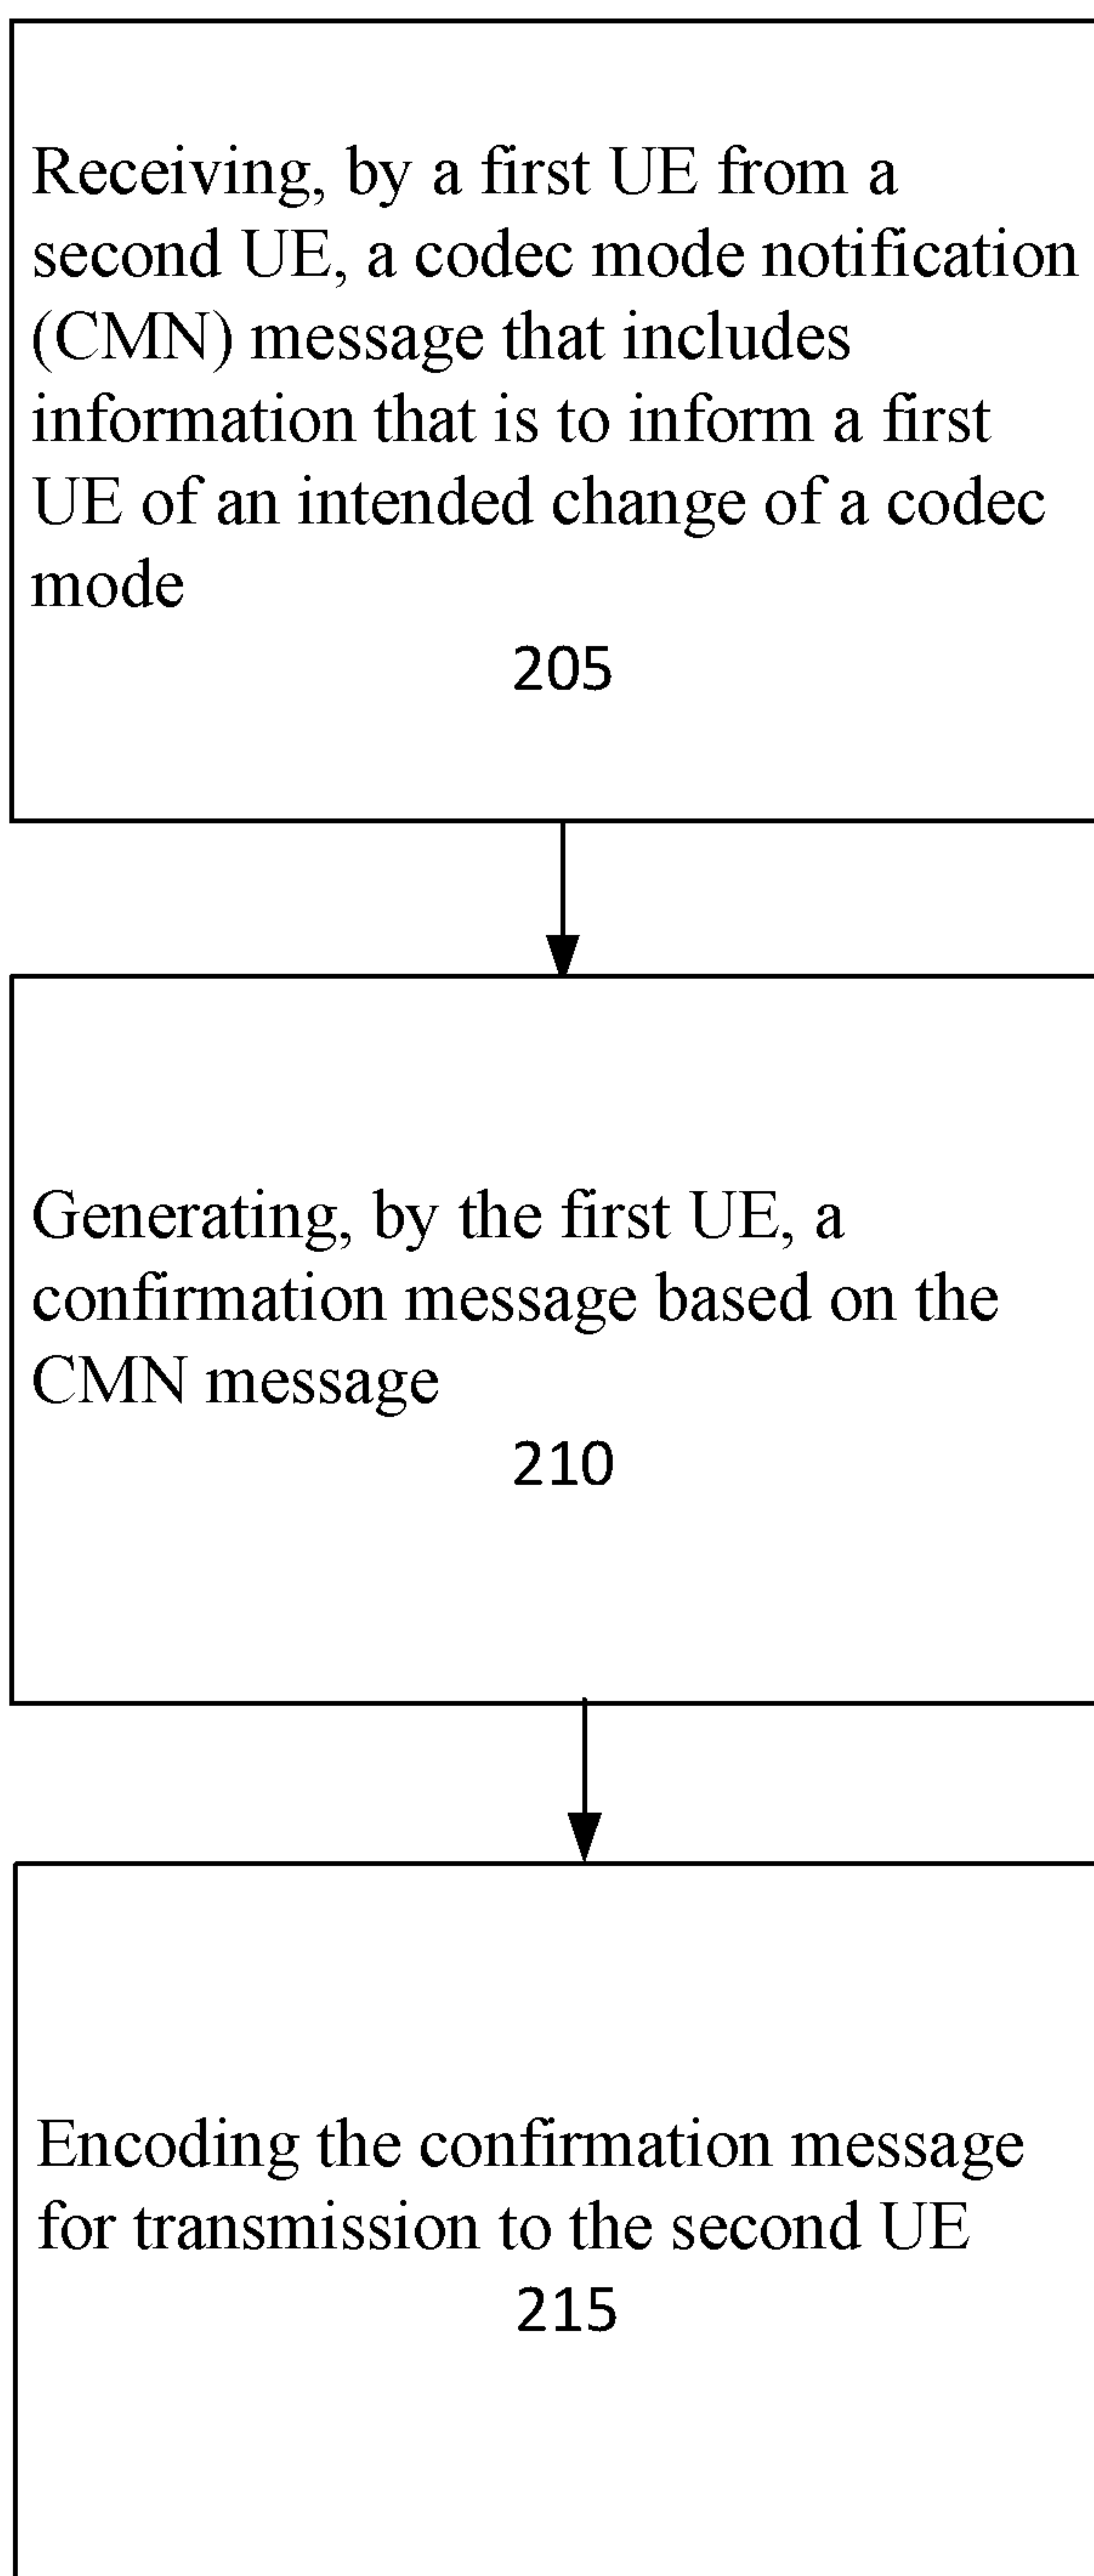 Receiving, by a first UE from a
second UE, a codec mode notification
(CMN) message that includes
information that is to inform a first
UE of an intended change of a codec
mode
205
Generating, by the first UE, a
confirmation message based on the
CMN message
210
Encoding the confirmation message
for transmission to the second UE
215